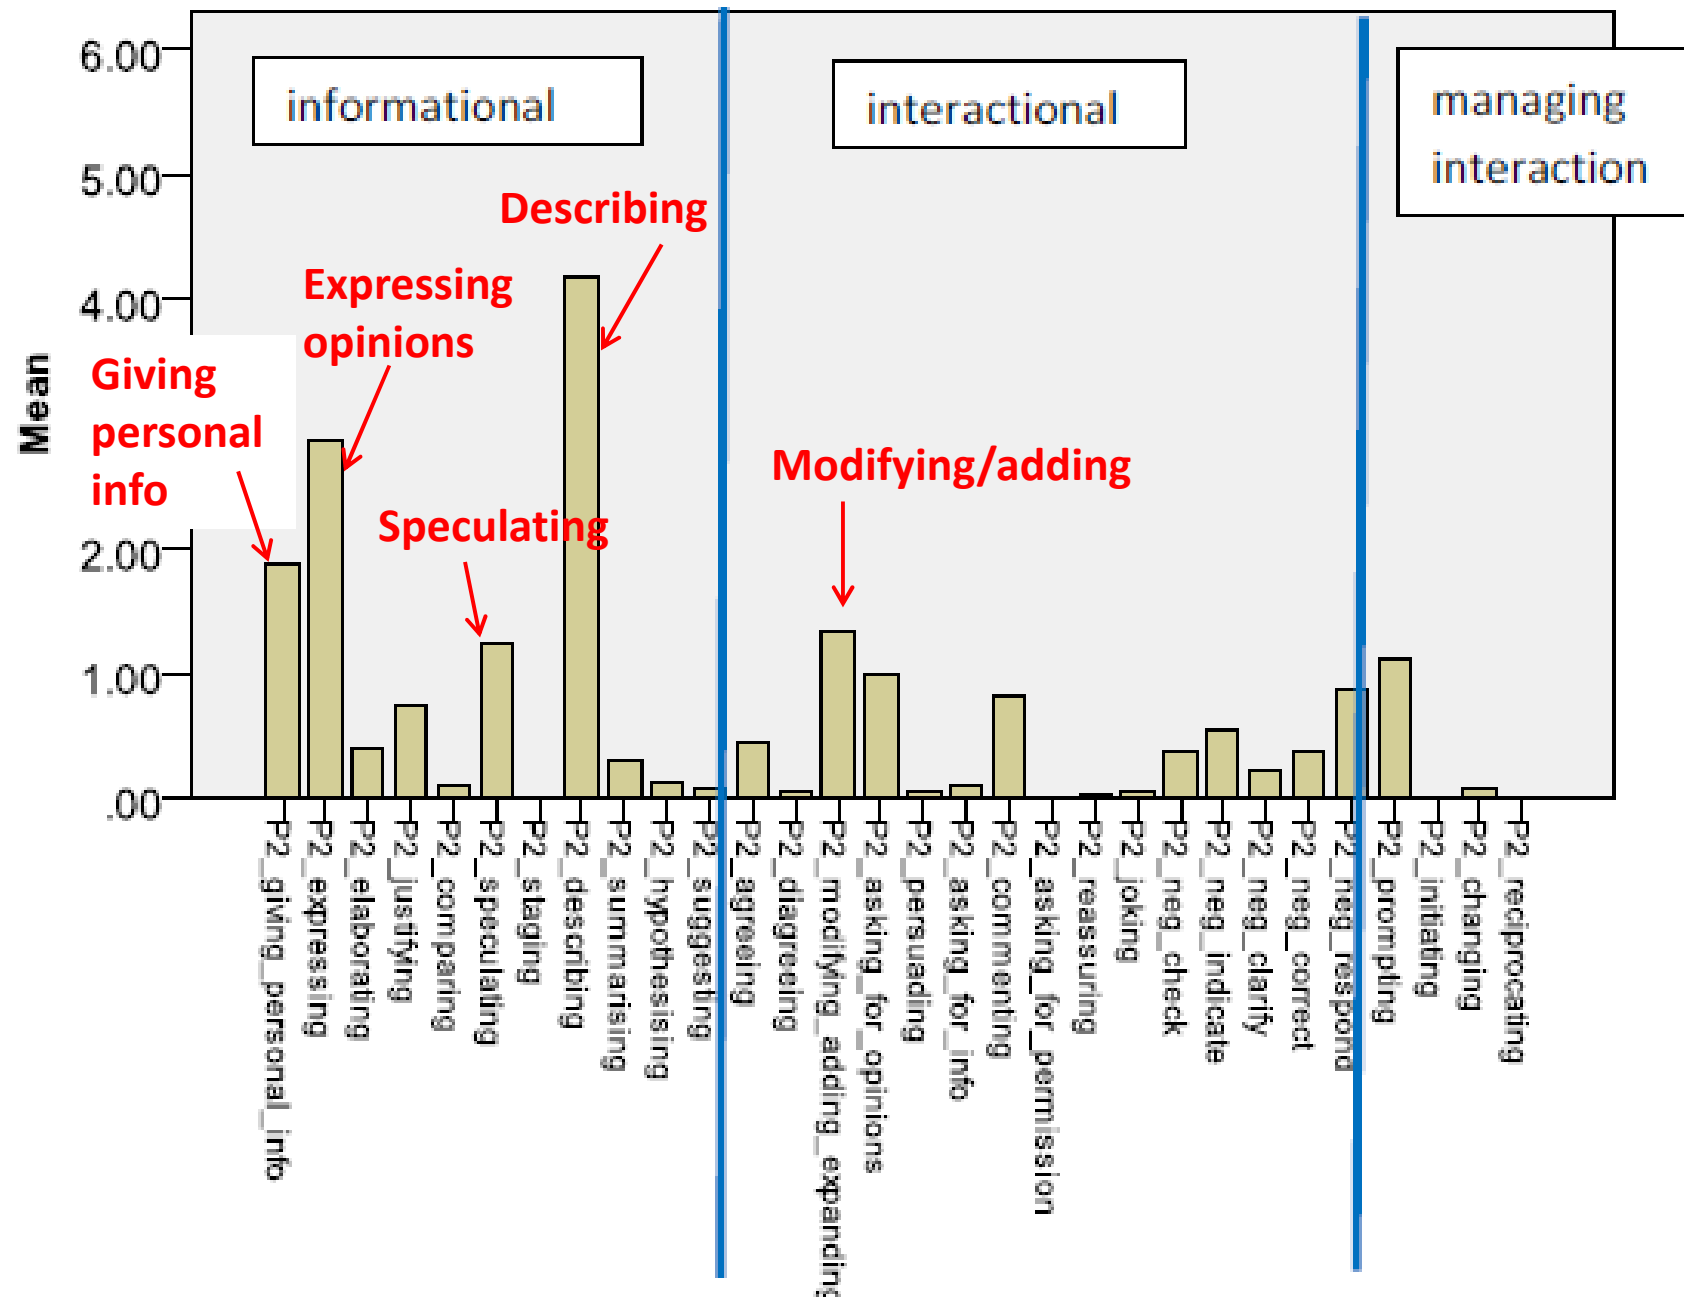 informational
interactional
managing
interaction
6.00
5.00
4.00
2.00
1.00
.00
Mean
Describing
Expressing
opinions
Giving
personal
info
Speculating
Modifying/adding
P2_giving_personal_info
P2_expressing
P2_elaborating
P2_justifying
P2_comparing
P2_speculating
P2_staging
P2_describing
P2_summarising
P2_hypothesising
P2_suggesting
P2_agreeing
P2_diagreeing
P2_modifying_adding_expanding
P2_asking_for_opinions
P2_persuading
P2_asking_for_info
P2_commenting
P2_asking_for_permission
P2_reassuring
P2_joking
P2_neg_check
P2_neg_indicate
P2_neg_clarify
P2_neg_correct
P2_neg_respond
P2_prompting
P2_initiating
P2_changing
P2_reciprocating